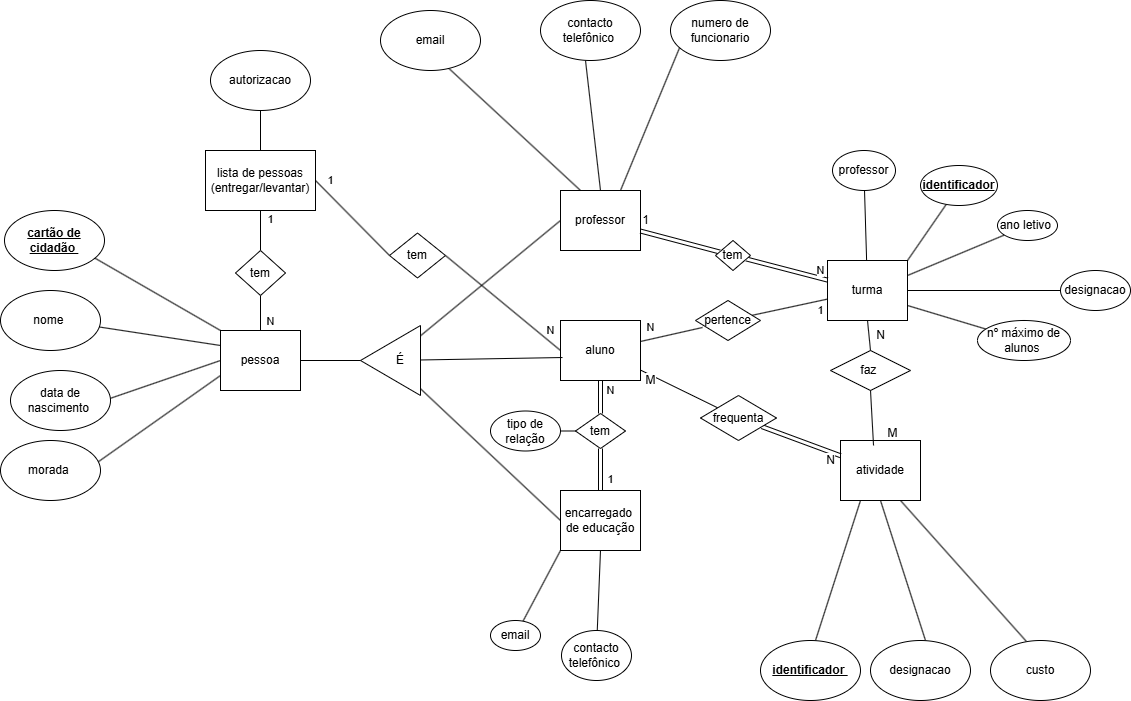 email
contacto
telefônico
numero de
funcionario
autorizacao
lista de pessoas
(entregar/levantar)
1
1
tem
tem
N
N
cartão de
cidadão
nome
data de
nascimento
morada
pessoa
É
professor
1
tem
N
professor
identificador
ano letivo
designacao
nº máximo de
alunos
turma
1
N
pertence
N
aluno
M
N
faz
M
frequenta
N
atividade
tipo de
relação
tem
1
encarregado
de educação
email
contacto
telefônico
identificador
designacao
custo